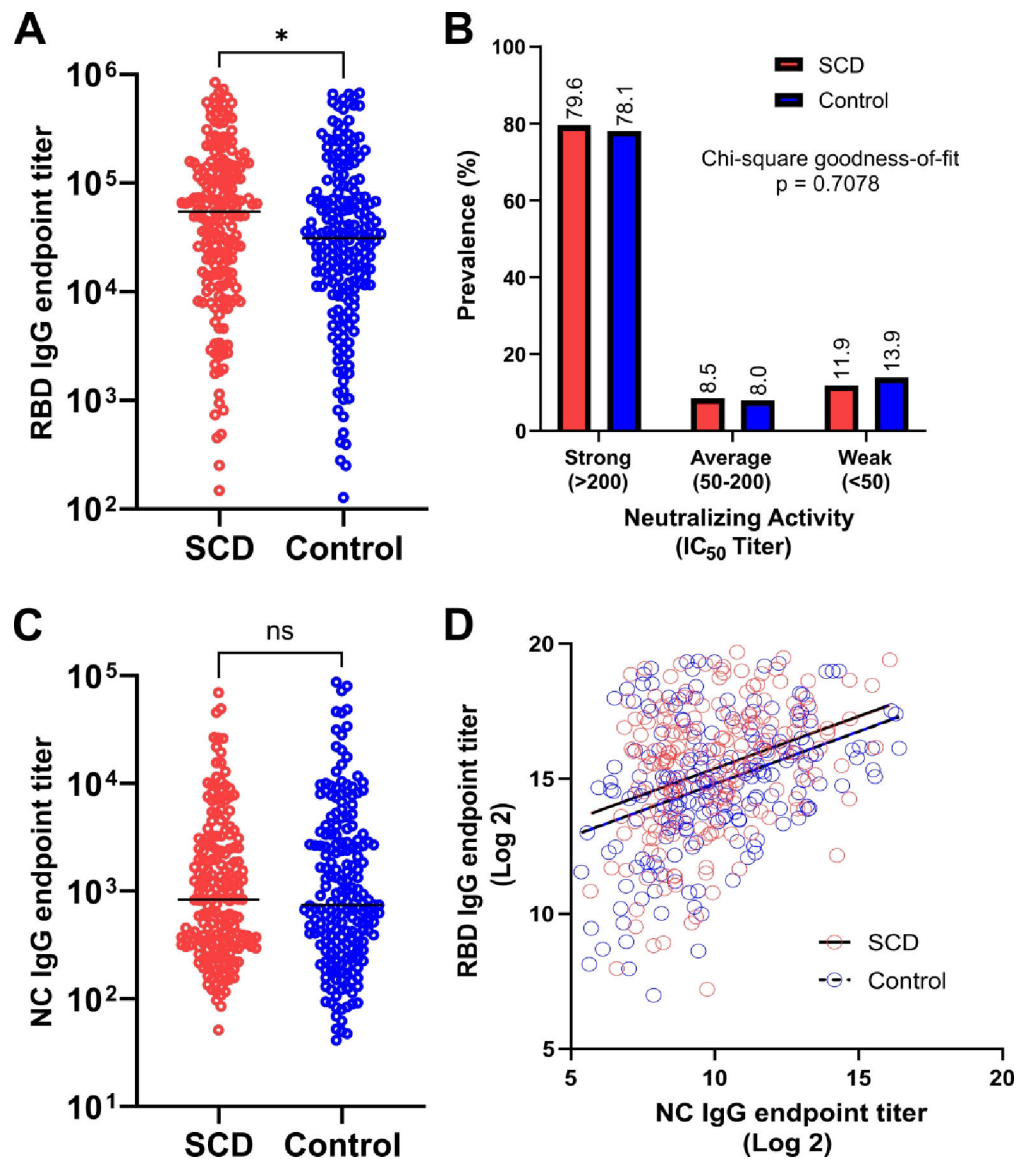 A
*
RBD IgG endpoint titer
10⁶
10⁵
10⁴
10³
10²
SCD Control
B
Prevalence (%)
100
80
60
40
20
0
SCD
Control
Chi-square goodness-of-fit
p = 0.7078
79.6 78.1
8.5 8.0
11.9 13.9
Strong Average Weak
(>200) (50-200) (<50)
Neutralizing Activity
(IC₅₀ Titer)
C
ns
NC IgG endpoint titer
10⁵
10⁴
10³
10²
10¹
SCD Control
D
RBD IgG endpoint titer
(Log 2)
20
15
10
5
SCD
Control
5 10 15 20
NC IgG endpoint titer
(Log 2)